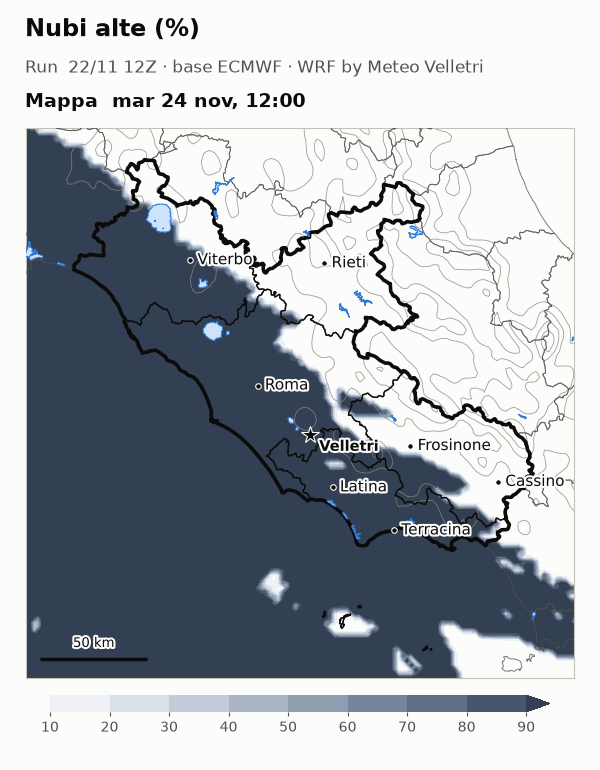 Nubi alte (%)
Run  22/11 12Z · base ECMWF · WRF by Meteo Velletri
Mappa  mar 24 nov, 12:00
Viterbo
Rieti
Roma
Velletri
Frosinone
Cassino
Latina
Terracina
50 km
10 20 30 40 50 60 70 80 90